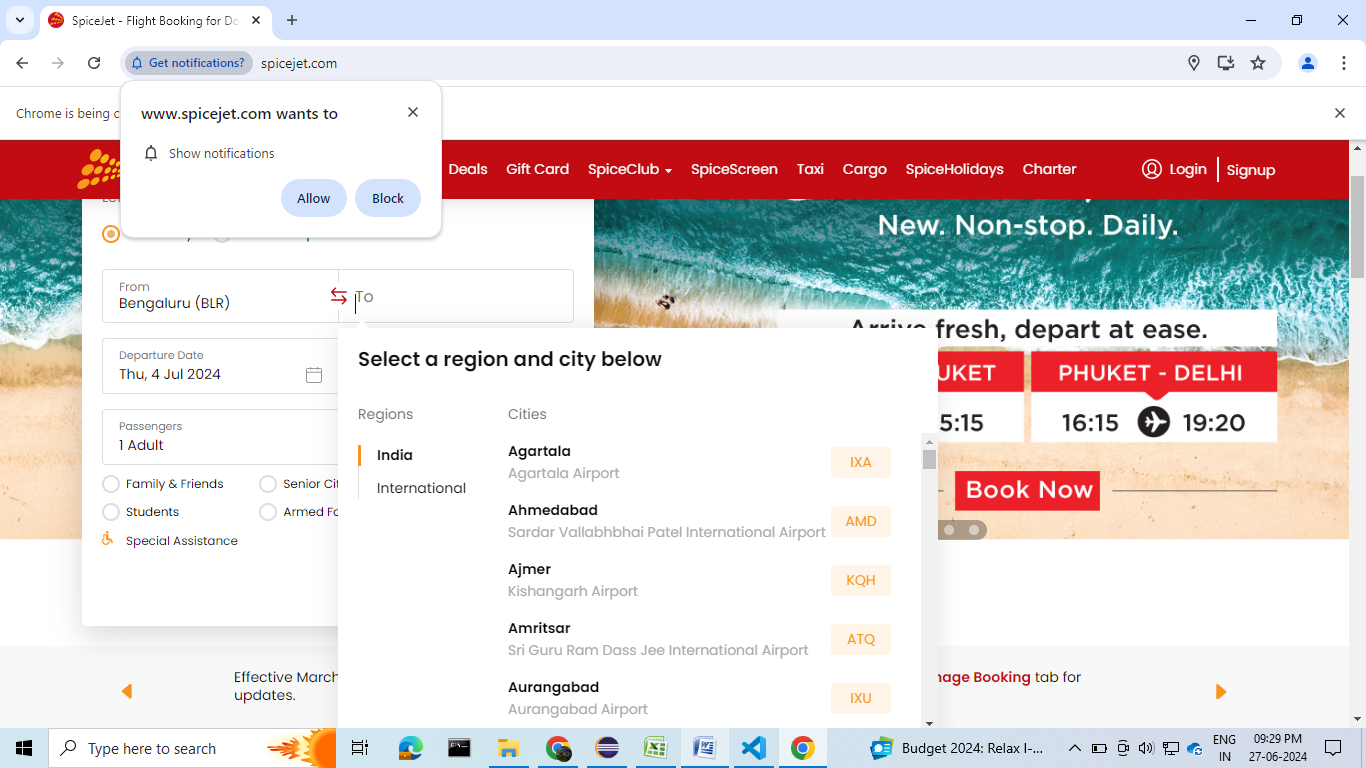 SpiceJet - Flight Booking for Do
Get notifications?
spicejet.com
Chrome is being c
www.spicejet.com wants to
Show notifications
Allow
Block
Deals
Gift Card
SpiceClub
SpiceScreen
Taxi
Cargo
SpiceHolidays
Charter
Login
Signup
New. Non-stop. Daily.
From
Bengaluru (BLR)
To
Arrive fresh, depart at ease.
Departure Date
Thu, 4 Jul 2024
Select a region and city below
UKET
PHUKET - DELHI
5:15
16:15
19:20
Passengers
1 Adult
Regions
Cities
India
International
Agartala
Agartala Airport
IXA
Ahmedabad
Sardar Vallabhbhai Patel International Airport
AMD
Ajmer
Kishangarh Airport
KQH
Amritsar
Sri Guru Ram Dass Jee International Airport
ATQ
Aurangabad
Aurangabad Airport
IXU
Book Now
Family & Friends
Senior Cit
Students
Armed Fo
Special Assistance
Effective March
updates.
nage Booking tab for
Type here to search
Budget 2024: Relax I-...
ENG
IN
09:29 PM
27-06-2024